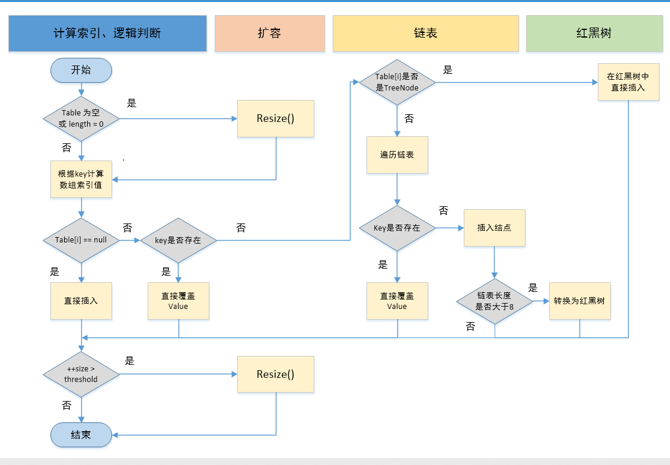 计算索引、逻辑判断
扩容
链表
红黑树
开始
Table 为空
或 length = 0
是
Resize()
否
根据key计算
数组索引值
Table[i] == null
否
key是否存在
否
是
直接插入
是
直接覆盖
Value
Table[i]是否
是TreeNode
是
在红黑树中
直接插入
否
遍历链表
Key是否存在
否
插入结点
是
直接覆盖
Value
链表长度
是否大于8
是
转换为红黑树
否
++size >
threshold
是
Resize()
否
结束